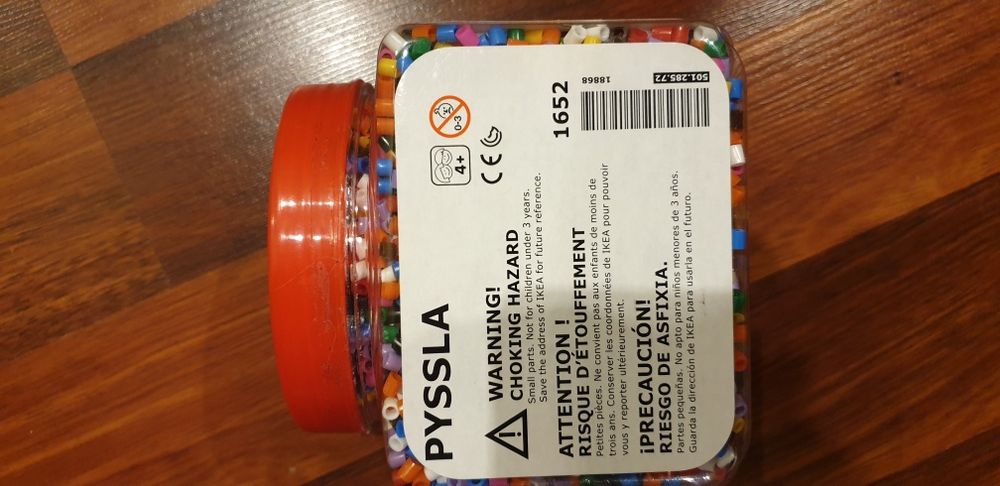 PYSSLA
0-3
4+
CE
WARNING!
CHOKING HAZARD
Small parts. Not for children under 3 years.
Save the address of IKEA for future reference.
ATTENTION !
RISQUE D'ÉTOUFFEMENT
Petites pièces. Ne convient pas aux enfants de moins de
trois ans. Conserver les coordonnées de IKEA pour pouvoir
vous y reporter ultérieurement.
¡PRECAUCIÓN!
RIESGO DE ASFIXIA.
Partes pequeñas. No apto para niños menores de 3 años.
Guarda la dirección de IKEA para usarla en el futuro.
1652
18868
501.285.72